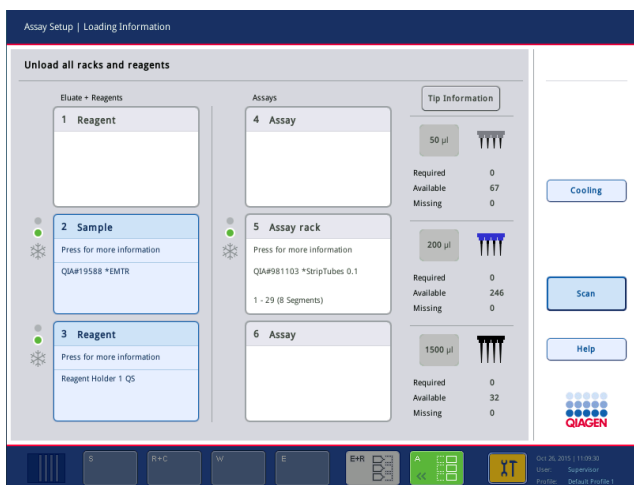 Assay Setup | Loading Information
Unload all racks and reagents
Eluate + Reagents
Assays
Tip Information
1 Reagent
4 Assay
50 µl
Required 0
Available 67
Missing 0
Cooling
2 Sample
Press for more information
QIA#19588 *EMTR
5 Assay rack
Press for more information
QIA#981103 *StripTubes 0.1
1 - 29 (8 Segments)
200 µl
Required 0
Available 246
Missing 0
Scan
3 Reagent
Press for more information
Reagent Holder 1 QS
6 Assay
1500 µl
Required 0
Available 32
Missing 0
Help
QIAGEN
S
R+C
W
E
E+R
A
Oct 26, 2015 | 11:09:30
User: Supervisor
Profile: Default Profile 1